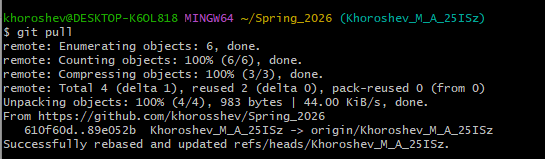 khoroshev@DESKTOP-K6OL818 MINGW64 ~/Spring_2026 (Khoroshev_M_A_25ISz)
$ git pull
remote: Enumerating objects: 6, done.
remote: Counting objects: 100% (6/6), done.
remote: Compressing objects: 100% (3/3), done.
remote: Total 4 (delta 1), reused 2 (delta 0), pack-reused 0 (from 0)
Unpacking objects: 100% (4/4), 983 bytes | 44.00 KiB/s, done.
From https://github.com/khorosshev/Spring_2026
   610f60d..89e052b  Khoroshev_M_A_25ISz -> origin/Khoroshev_M_A_25ISz
Successfully rebased and updated refs/heads/Khoroshev_M_A_25ISz.